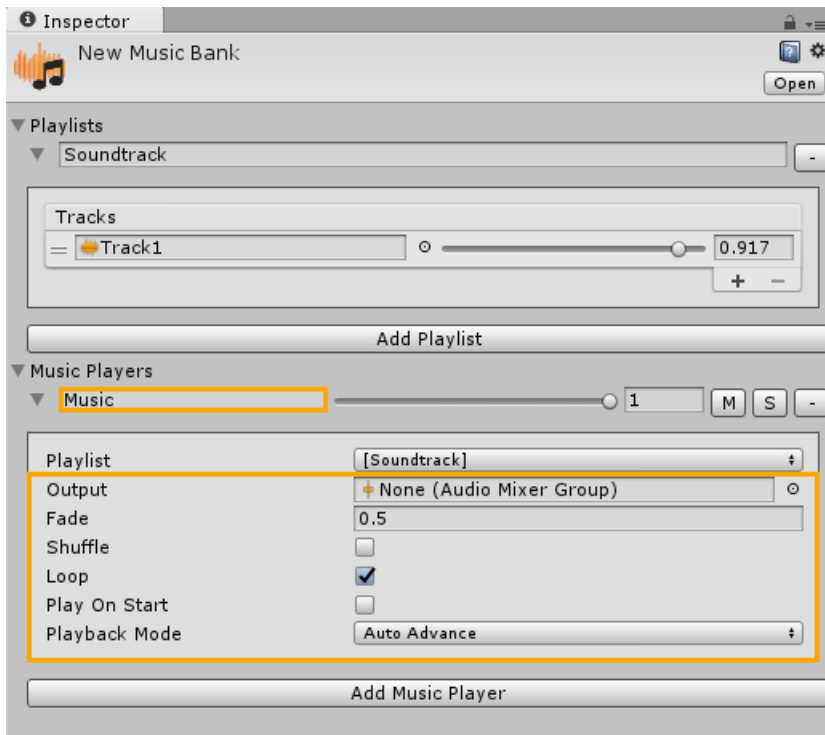 Inspector
New Music Bank
Open
Playlists
Soundtrack
-
Tracks
Track1 0.917
+ -
Add Playlist
Music Players
Music 1 M S -
Playlist [Soundtrack]
Output None (Audio Mixer Group)
Fade 0.5
Shuffle
Loop
Play On Start
Playback Mode Auto Advance
Add Music Player